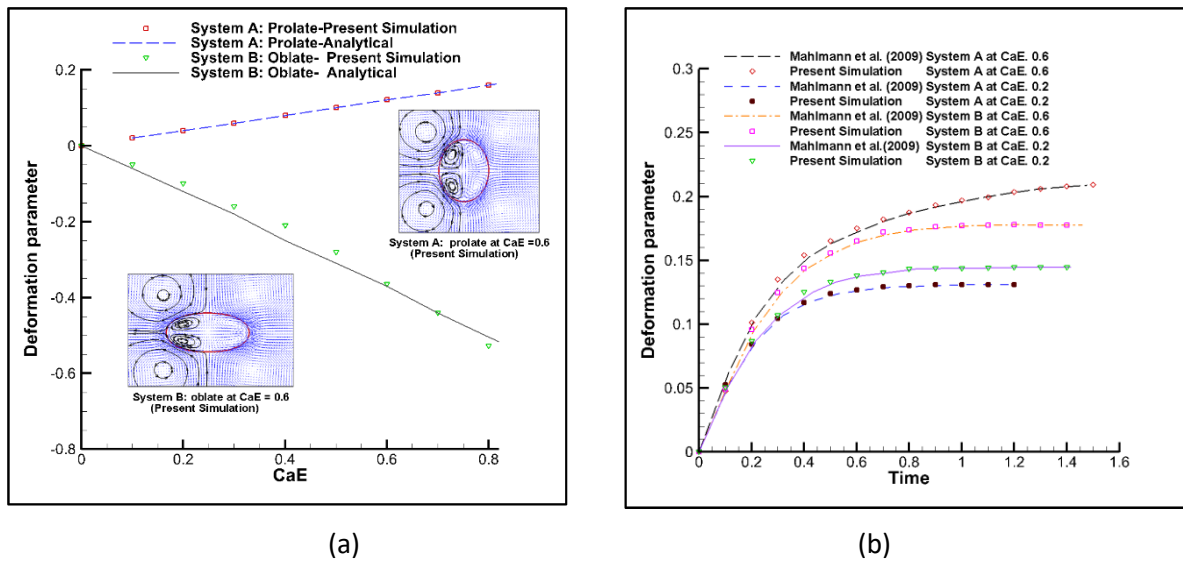 System A: Prolate-Present Simulation
System A: Prolate-Analytical
System B: Oblate- Present Simulation
System B: Oblate- Analytical
Deformation parameter
0.2
0
-0.2
-0.4
-0.6
-0.8
System A: prolate at CaE =0.6
(Present Simulation)
System B: oblate at CaE = 0.6
(Present Simulation)
0
0.2
0.4
0.6
0.8
CaE
(a)
Mahlmann et al. (2009) System A at CaE. 0.6
Present Simulation System A at CaE. 0.6
Mahlmann et al. (2009) System A at CaE. 0.2
Present Simulation System A at CaE. 0.2
Mahlmann et al. (2009) System B at CaE. 0.6
Present Simulation System B at CaE. 0.6
Mahlmann et al.(2009) System B at CaE. 0.2
Present Simulation System B at CaE. 0.2
Deformation parameter
0.3
0.25
0.2
0.15
0.1
0.05
0
0
0.2
0.4
0.6
0.8
1
1.2
1.4
1.6
Time
(b)